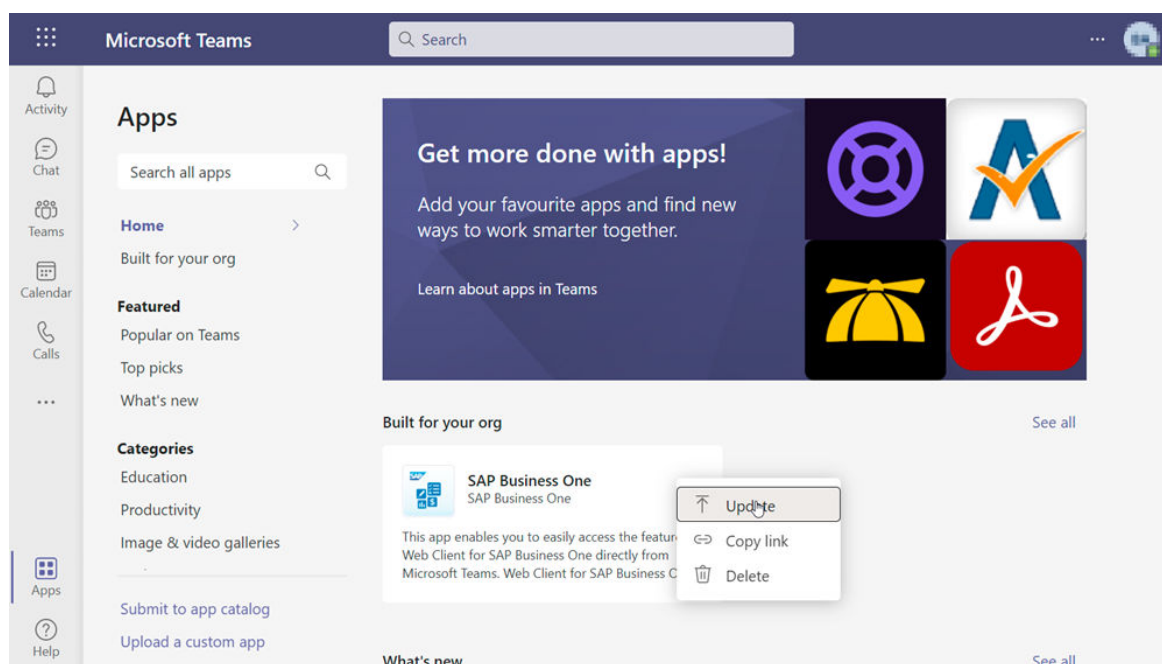 Microsoft Teams
Search
Activity
Chat
Teams
Calendar
Calls
Apps
Help
Apps
Search all apps
Home
Built for your org
Featured
Popular on Teams
Top picks
What's new
Categories
Education
Productivity
Image & video galleries
Submit to app catalog
Upload a custom app
Get more done with apps!
Add your favourite apps and find new
ways to work smarter together.
Learn about apps in Teams
Built for your org
See all
SAP
SAP Business One
SAP Business One
This app enables you to easily access the featur
Web Client for SAP Business One directly from
Microsoft Teams. Web Client for SAP Business O
Update
Copy link
Delete
What's new
See all